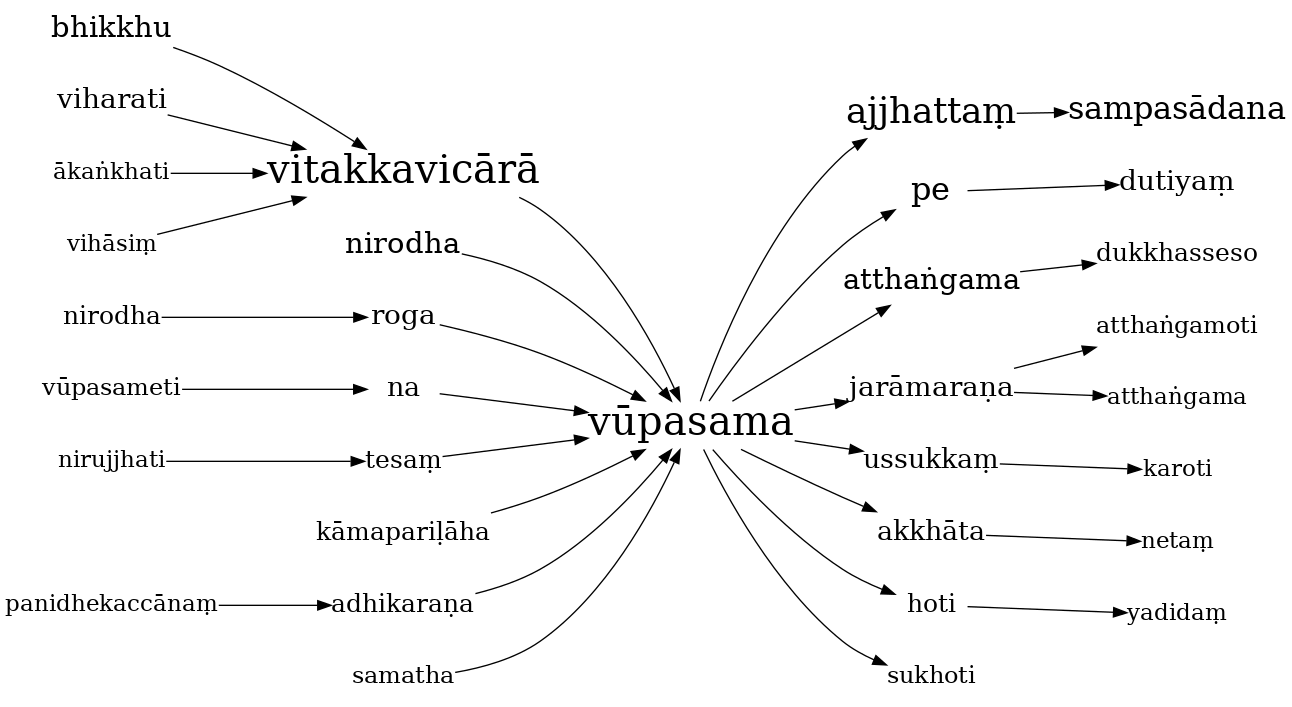 bhikkhu
viharati
ākaṅkhati
vihāsiṃ
nirodha
vūpasameti
nirujjhati
panidhekaccānaṃ
vitakkavicārā
nirodha
roga
na
tesaṃ
kāmapariḷāha
adhikaraṇa
samatha
vūpasama
ajjhattaṃ
pe
atthaṅgama
jarāmaraṇa
ussukkaṃ
akkhāta
hoti
sukhoti
sampasādana
dutiyaṃ
dukkhasseso
atthaṅgamoti
atthaṅgama
karoti
netaṃ
yadidaṃ